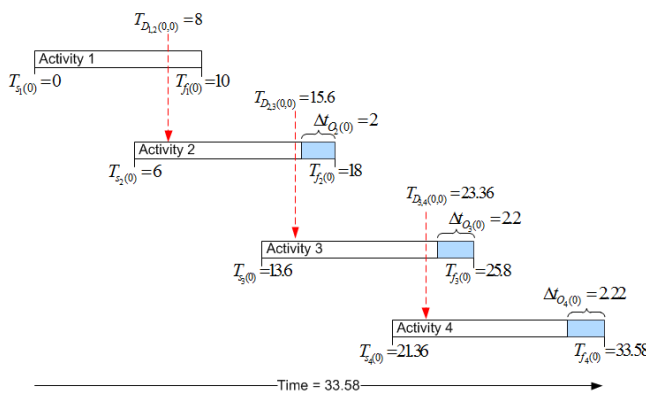 T_{D_{1,2}(0,0)}=8
Activity 1
T_{s_1(0)}=0
T_{f_1(0)}=10
T_{D_{2,3}(0,0)}=15.6
Δt_{O_2(0)}=2
Activity 2
T_{s_2(0)}=6
T_{f_2(0)}=18
T_{D_{3,4}(0,0)}=23.36
Δt_{O_3(0)}=2.2
Activity 3
T_{s_3(0)}=13.6
T_{f_3(0)}=25.8
Δt_{O_4(0)}=2.22
Activity 4
T_{s_4(0)}=21.36
T_{f_4(0)}=33.58
Time = 33.58